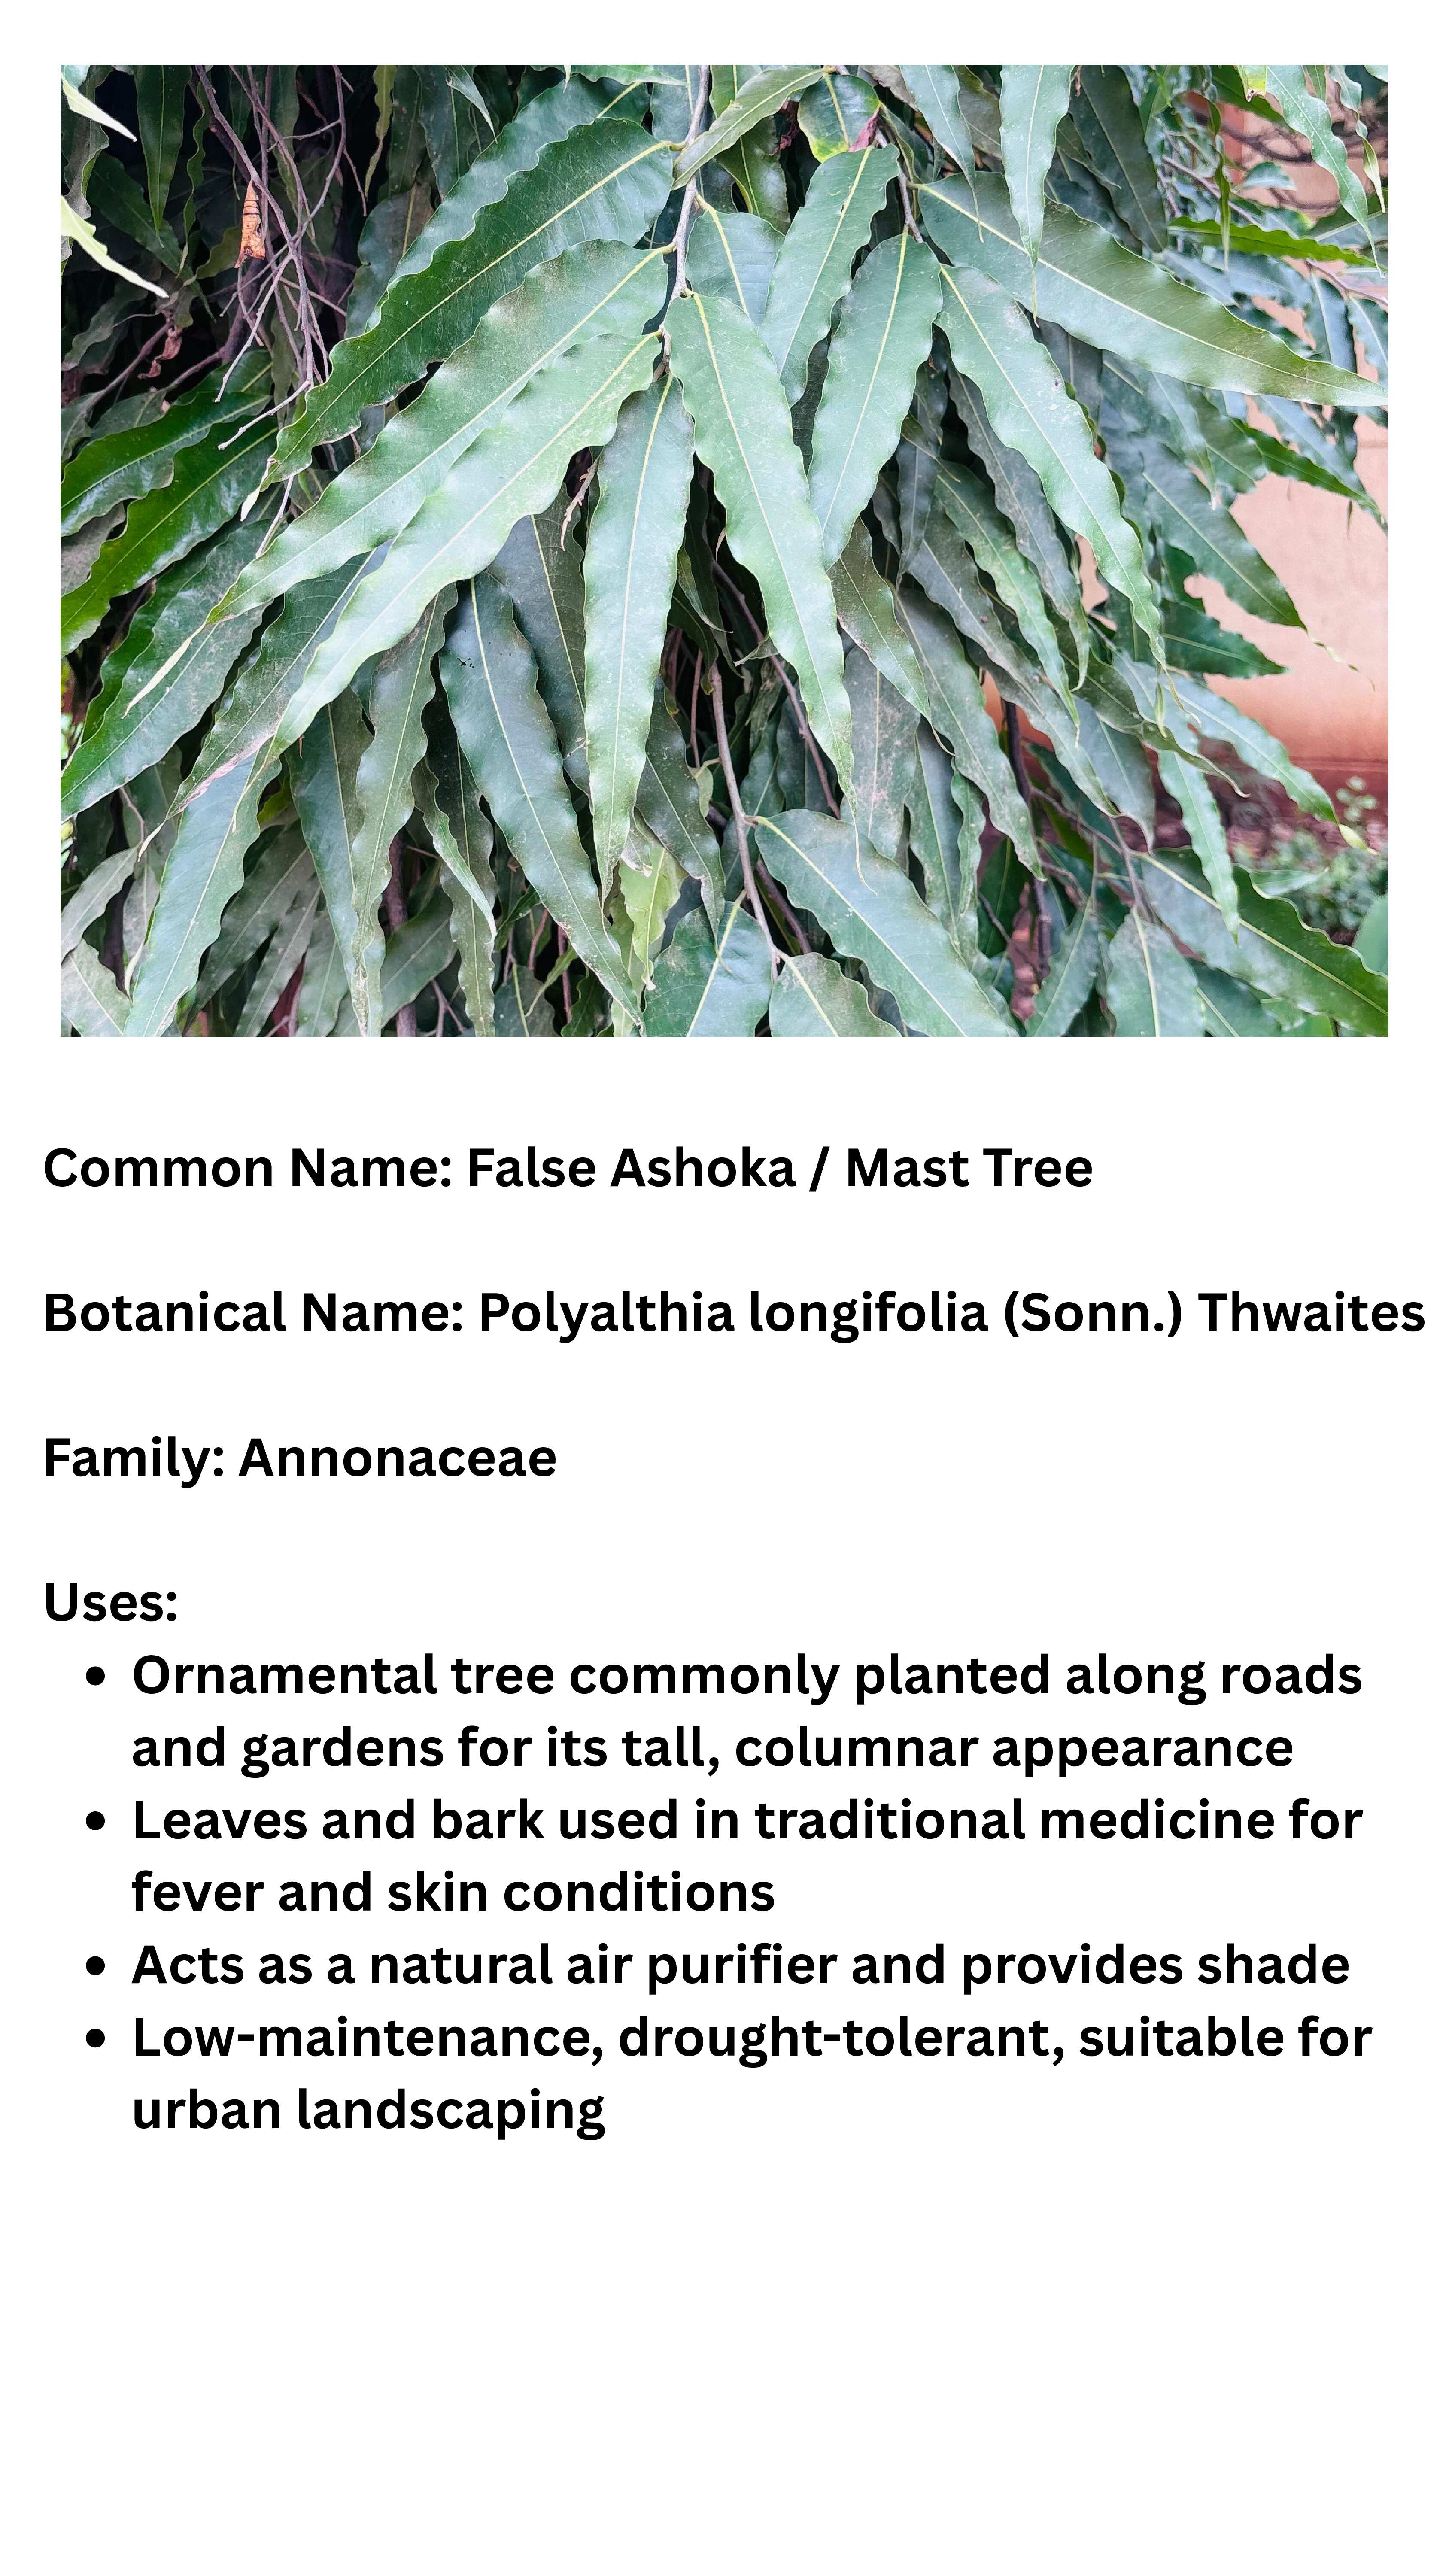 Common Name: False Ashoka / Mast Tree
Botanical Name: Polyalthia longifolia (Sonn.) Thwaites
Family: Annonaceae
Uses:
• Ornamental tree commonly planted along roads
and gardens for its tall, columnar appearance
• Leaves and bark used in traditional medicine for
fever and skin conditions
• Acts as a natural air purifier and provides shade
• Low-maintenance, drought-tolerant, suitable for
urban landscaping